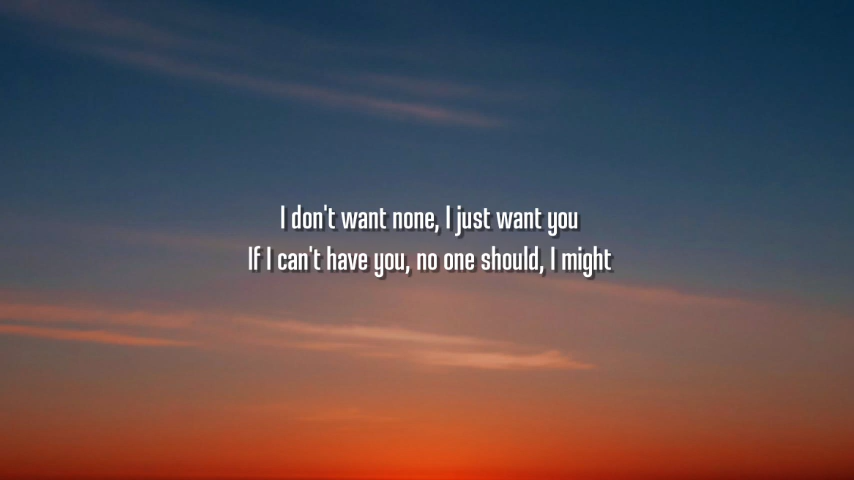 I don't want none, I just want you
If I can't have you, no one should, I might